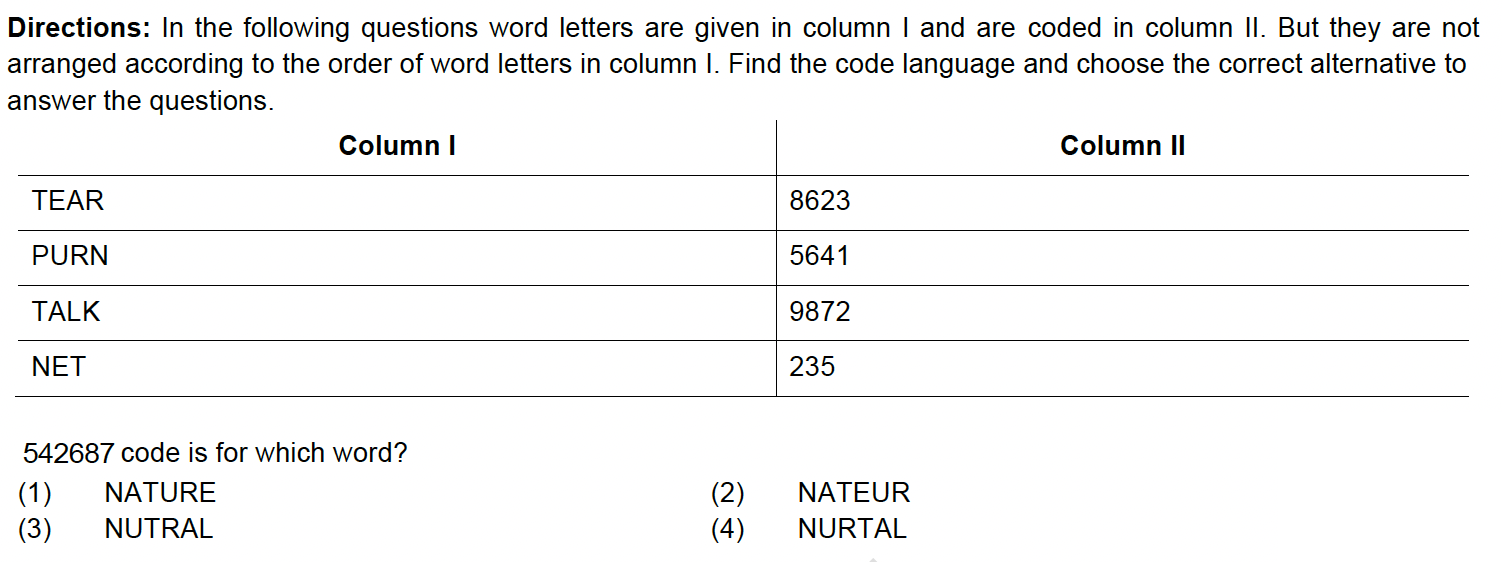 Directions: In the following questions word letters are given in column I and are coded in column II. But they are not
arranged according to the order of word letters in column I. Find the code language and choose the correct alternative to
answer the questions.
Column I Column II
TEAR 8623
PURN 5641
TALK 9872
NET 235
542687 code is for which word?
(1) NATURE (2) NATEUR
(3) NUTRAL (4) NURTAL